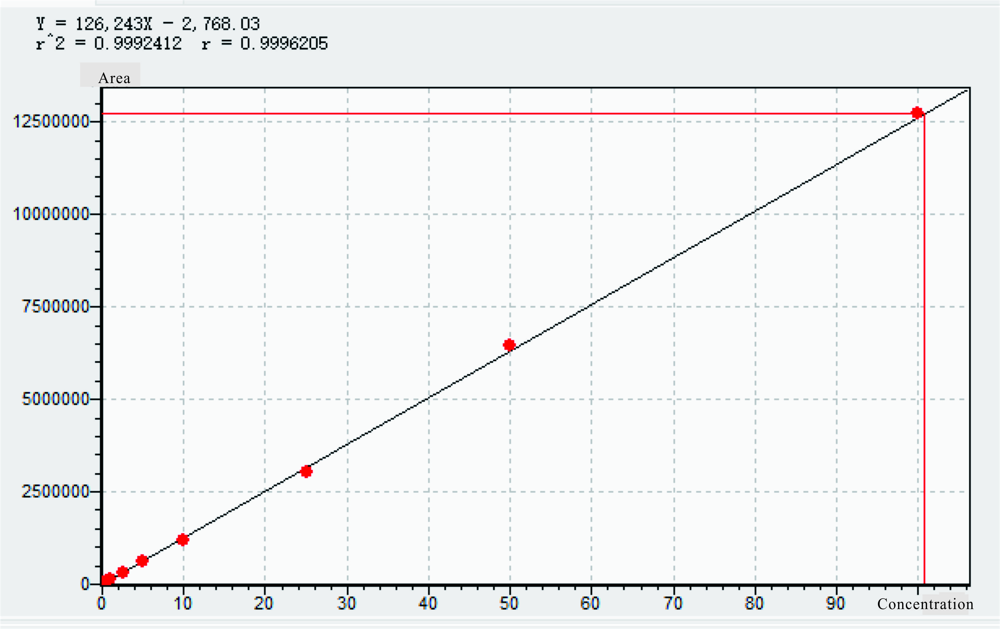 Y = 126,243X - 2,768.03
r^2 = 0.9992412 r = 0.9996205
Area
12500000
10000000
7500000
5000000
2500000
0
0 10 20 30 40 50 60 70 80 90 Concentration